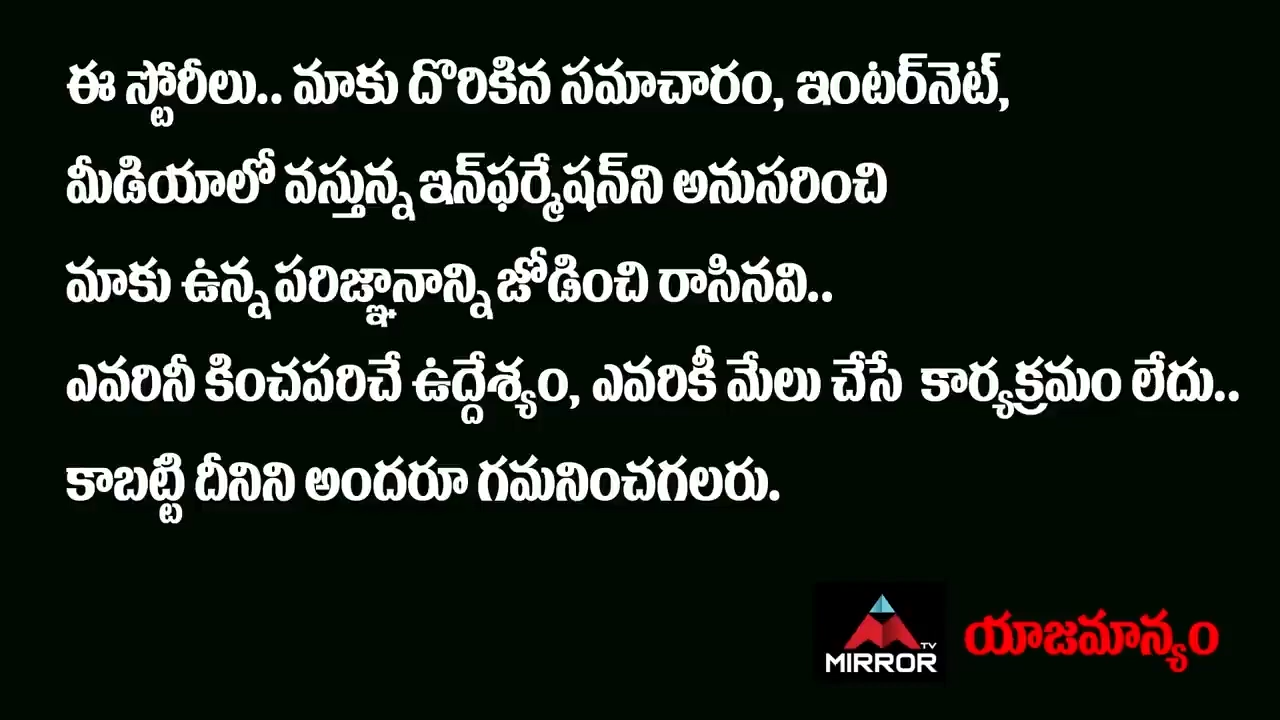 ఈ స్టోరీలు.. మాకు దొరికిన సమాచారం, ఇంటర్‌నెట్,
మీడియాలో వస్తున్న ఇన్‌ఫర్మేషన్‌ని అనుసరించి
మాకు ఉన్న పరిజ్ఞానాన్ని జోడించి రాసినవి..
ఎవరినీ కించపరిచే ఉద్దేశ్యం, ఎవరికీ మేలు చేసే కార్యక్రమం లేదు..
కాబట్టి దీనిని అందరూ గమనించగలరు.
TV
MIRROR
యాజమాన్యం